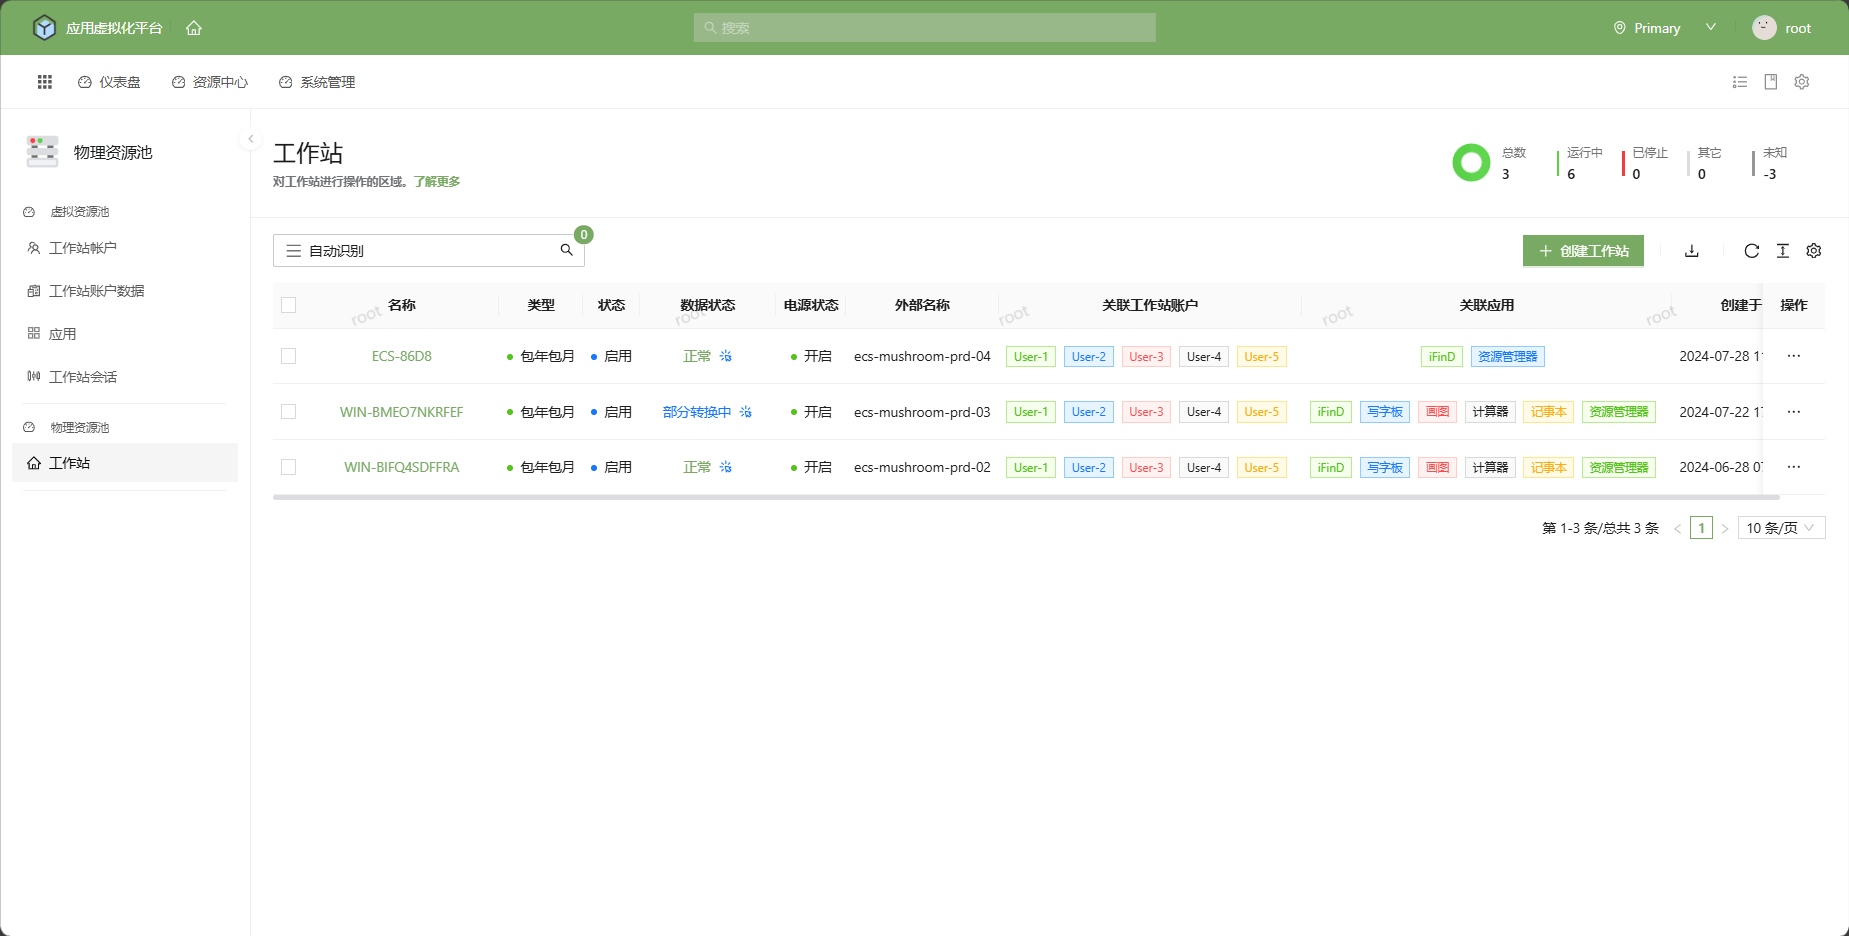 应用虚拟化平台
搜索
Primary
root
仪表盘
资源中心
系统管理
物理资源池
虚拟资源池
工作站帐户
工作站账户数据
应用
工作站会话
物理资源池
工作站
工作站
对工作站进行操作的区域。了解更多
总数
3
运行中
6
已停止
0
其它
0
未知
-3
自动识别
0
创建工作站
名称 类型 状态 数据状态 电源状态 外部名称 关联工作站账户 关联应用 创建于 操作
root root root root root
ECS-86D8 包年包月 启用 正常 开启 ecs-mushroom-prd-04 User-1 User-2 User-3 User-4 User-5 iFinD 资源管理器 2024-07-28 1
WIN-BMEO7NKRFEF 包年包月 启用 部分转换中 开启 ecs-mushroom-prd-03 User-1 User-2 User-3 User-4 User-5 iFinD 写字板 画图 计算器 记事本 资源管理器 2024-07-22 1
WIN-BIFQ4SDFFRA 包年包月 启用 正常 开启 ecs-mushroom-prd-02 User-1 User-2 User-3 User-4 User-5 iFinD 写字板 画图 计算器 记事本 资源管理器 2024-06-28 0
第 1-3 条/总共 3 条
1
10 条/页